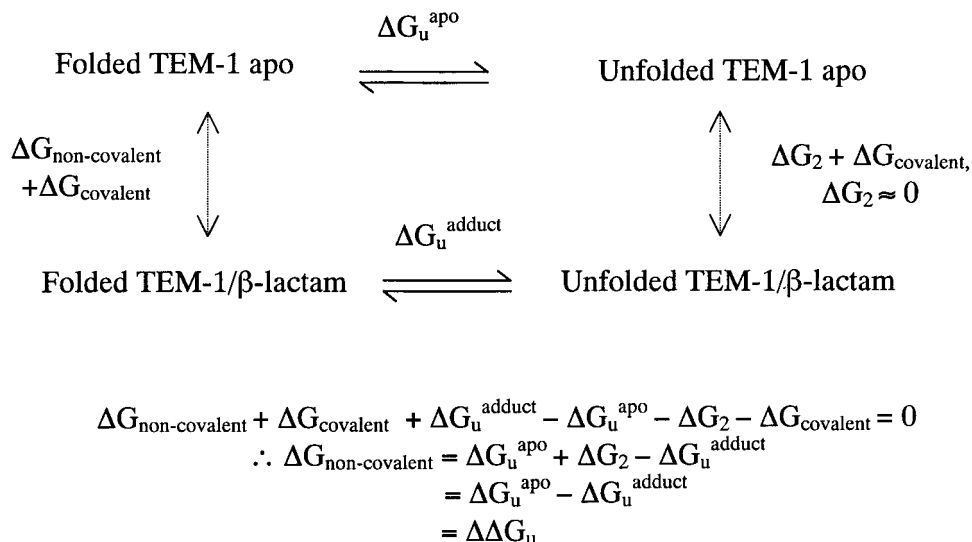 ΔG_u^apo
Folded TEM-1 apo Unfolded TEM-1 apo
ΔG_non-covalent
+ΔG_covalent
ΔG_2 + ΔG_covalent,
ΔG_2 ≈ 0
ΔG_u^adduct
Folded TEM-1/β-lactam Unfolded TEM-1/β-lactam
ΔG_non-covalent + ΔG_covalent + ΔG_u^adduct − ΔG_u^apo − ΔG_2 − ΔG_covalent = 0
∴ ΔG_non-covalent = ΔG_u^apo + ΔG_2 − ΔG_u^adduct
= ΔG_u^apo − ΔG_u^adduct
= ΔΔG_u